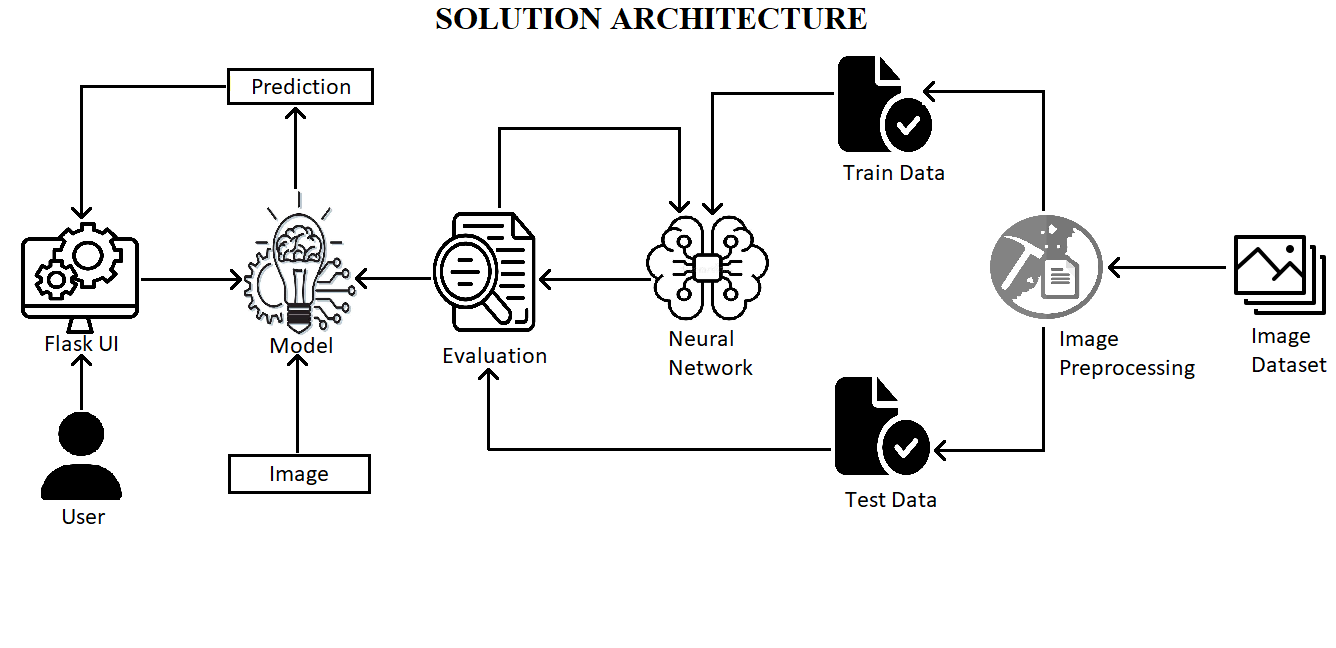 SOLUTION ARCHITECTURE
Prediction
Train Data
Flask UI
Model
Evaluation
Neural
Network
Image
Preprocessing
Image
Dataset
Image
Test Data
User